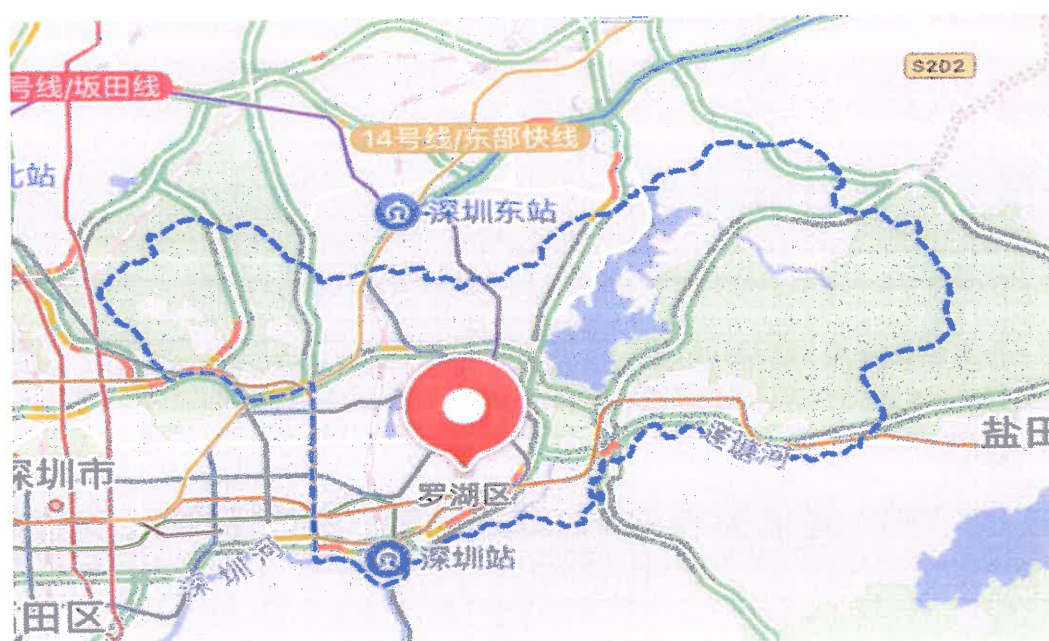 S202
号线/坂田线
14号线/东部快线
北站
深圳东站
莲塘河
盐田
深圳市
罗湖区
深圳站
深圳河
田区